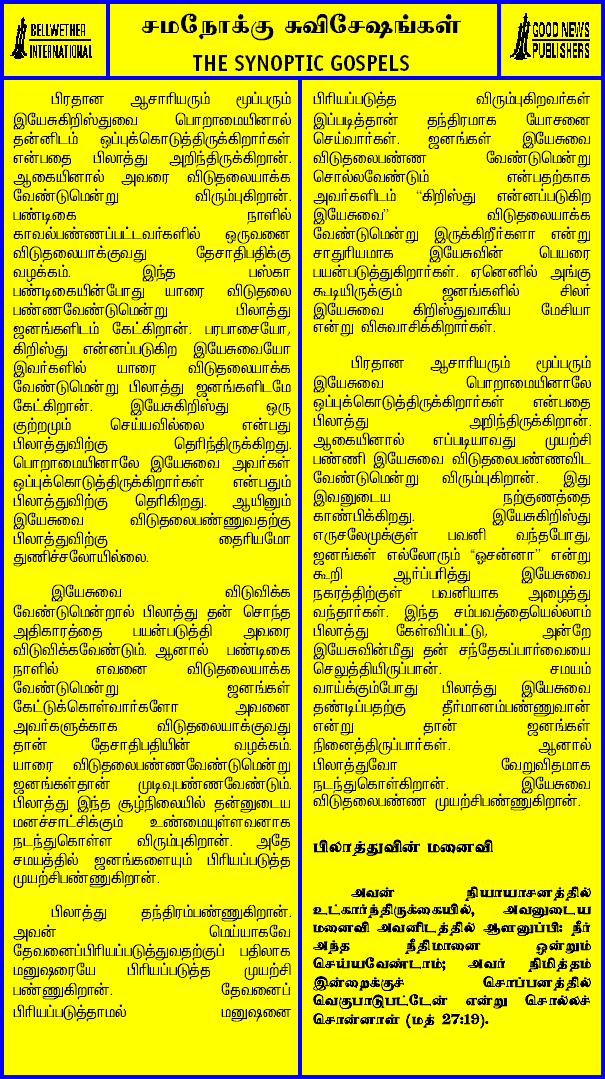 BELLWETHER
INTERNATIONAL
சமநோக்கு சுவிசேஷங்கள்
THE SYNOPTIC GOSPELS
GOOD NEWS
PUBLISHERS
பிரதான ஆசாரியரும் மூப்பரும்
இயேசுகிறிஸ்துவை பொறாமையினால்
தன்னிடம் ஒப்புக்கொடுத்திருக்கிறார்கள்
என்பதை பிலாத்து அறிந்திருக்கிறான்.
ஆகையினால் அவரை விடுதலையாக்க
வேண்டுமென்று விரும்புகிறான்.
பண்டிகை நாளில்
காவல்பண்ணப்பட்டவர்களில் ஒருவனை
விடுதலையாக்குவது தேசாதிபதிக்கு
வழக்கம். இந்த பஸ்கா
பண்டிகையின்போது யாரை விடுதலை
பண்ணவேண்டுமென்று பிலாத்து
ஜனங்களிடம் கேட்கிறான். பரபாசையோ,
கிறிஸ்து என்னப்படுகிற இயேசுவையோ
இவர்களில் யாரை விடுதலையாக்க
வேண்டுமென்று பிலாத்து ஜனங்களிடமே
கேட்கிறான். இயேசுகிறிஸ்து ஒரு
குற்றமும் செய்யவில்லை என்பது
பிலாத்துவிற்கு தெரிந்திருக்கிறது.
பொறாமையினாலே இயேசுவை அவர்கள்
ஒப்புக்கொடுத்திருக்கிறார்கள் என்பதும்
பிலாத்துவிற்கு தெரிகிறது. ஆயினும்
இயேசுவை விடுதலைபண்ணுவதற்கு
பிலாத்துவிற்கு தைரியமோ
துணிச்சலோயில்லை.
இயேசுவை விடுவிக்க
வேண்டுமென்றால் பிலாத்து தன் சொந்த
அதிகாரத்தை பயன்படுத்தி அவரை
விடுவிக்கவேண்டும். ஆனால் பண்டிகை
நாளில் எவனை விடுதலையாக்க
வேண்டுமென்று ஜனங்கள்
கேட்டுக்கொள்வார்களோ அவனை
அவர்களுக்காக விடுதலையாக்குவது
தான் தேசாதிபதியின் வழக்கம்.
யாரை விடுதலைபண்ணவேண்டுமென்று
ஜனங்கள்தான் முடிவுபண்ணவேண்டும்.
பிலாத்து இந்த சூழ்நிலையில் தன்னுடைய
மனச்சாட்சிக்கும் உண்மையுள்ளவனாக
நடந்துகொள்ள விரும்புகிறான். அதே
சமயத்தில் ஜனங்களையும் பிரியப்படுத்த
முயற்சிபண்ணுகிறான்.
பிலாத்து தந்திரம்பண்ணுகிறான்.
அவன் மெய்யாகவே
தேவனைப்பிரியப்படுத்துவதற்குப் பதிலாக
மனுஷரையே பிரியப்படுத்த முயற்சி
பண்ணுகிறான். தேவனைப்
பிரியப்படுத்தாமல் மனுஷனை
பிரியப்படுத்த விரும்புகிறவர்கள்
இப்படித்தான் தந்திரமாக யோசனை
செய்வார்கள். ஜனங்கள் இயேசுவை
விடுதலைபண்ண வேண்டுமென்று
சொல்லவேண்டும் என்பதற்காக
அவர்களிடம் “கிறிஸ்து என்னப்படுகிற
இயேசுவை” விடுதலையாக்க
வேண்டுமென்று இருக்கிறீர்களா என்று
சாதுரியமாக இயேசுவின் பெயரை
பயன்படுத்துகிறார்கள். ஏனெனில் அங்கு
கூடியிருக்கும் ஜனங்களில் சிலர்
இயேசுவை கிறிஸ்துவாகிய மேசியா
என்று விசுவாசிக்கிறார்கள்.
பிரதான ஆசாரியரும் மூப்பரும்
இயேசுவை பொறாமையினாலே
ஒப்புக்கொடுத்திருக்கிறார்கள் என்பதை
பிலாத்து அறிந்திருக்கிறான்.
ஆகையினால் எப்படியாவது முயற்சி
பண்ணி இயேசுவை விடுதலைபண்ணவிட
வேண்டுமென்று விரும்புகிறான். இது
இவனுடைய நற்குணத்தை
காண்பிக்கிறது. இயேசுகிறிஸ்து
எருசலேமுக்குள் பவனி வந்தபோது,
ஜனங்கள் எல்லோரும் “ஓசன்னா” என்று
கூறி ஆர்ப்பரித்து இயேசுவை
நகரத்திற்குள் பவனியாக அழைத்து
வந்தார்கள். இந்த சம்பவத்தையெல்லாம்
பிலாத்து கேள்விப்பட்டு, அன்றே
இயேசுவின்மீது தன் சந்தேகப்பார்வையை
செலுத்தியிருப்பான். சமயம்
வாய்க்கும்போது பிலாத்து இயேசுவை
தண்டிப்பதற்கு தீர்மானம்பண்ணுவான்
என்று தான் ஜனங்கள்
நினைத்திருப்பார்கள். ஆனால்
பிலாத்துவோ வேறுவிதமாக
நடந்துகொள்கிறான். இயேசுவை
விடுதலைபண்ண முயற்சிபண்ணுகிறான்.
பிலாத்துவின் மனைவி
அவன் நியாயாசனத்தில்
உட்கார்ந்திருக்கையில், அவனுடைய
மனைவி அவனிடத்தில் ஆளனுப்பி: நீர்
அந்த நீதிமானை ஒன்றும்
செய்யவேண்டாம்; அவர் நிமித்தம்
இன்றைக்குச் சொப்பனத்தில்
வெகுபாடுபட்டேன் என்று சொல்லச்
சொன்னாள் (மத் 27:19).